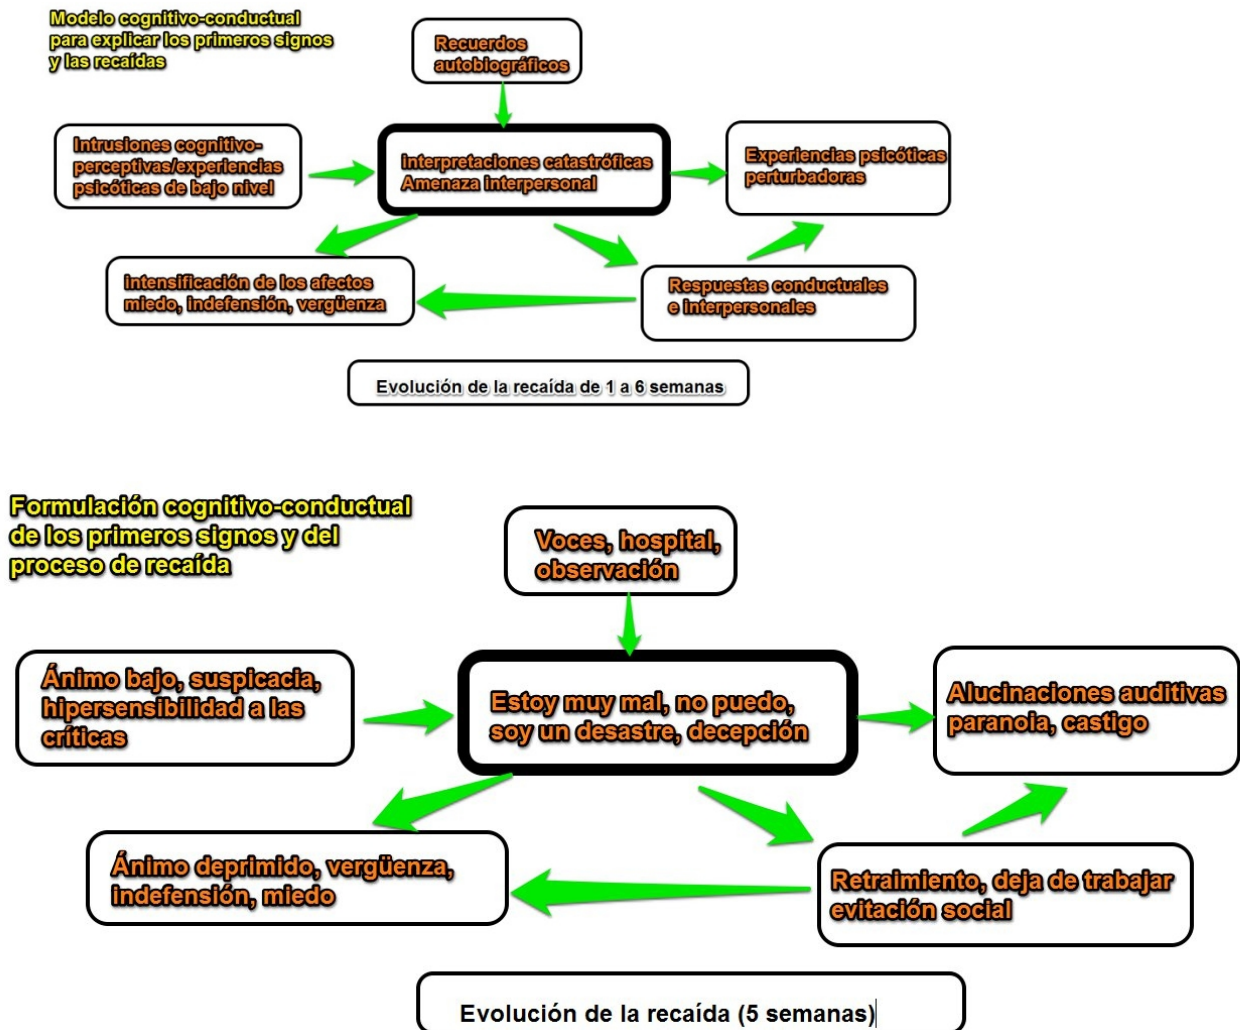 Modelo cognitivo-conductual
para explicar los primeros signos
y las recaídas
Recuerdos
autobiográficos
Intrusiones cognitivo-
perceptivas/experiencias
psicóticas de bajo nivel
Interpretaciones catastróficas
Amenaza interpersonal
Experiencias psicóticas
perturbadoras
Intensificación de los afectos
miedo, indefensión, vergüenza
Respuestas conductuales
e interpersonales
Evolución de la recaída de 1 a 6 semanas
Formulación cognitivo-conductual
de los primeros signos y del
proceso de recaída
Voces, hospital,
observación
Ánimo bajo, suspicacia,
hipersensibilidad a las
críticas
Estoy muy mal, no puedo,
soy un desastre, decepción
Alucinaciones auditivas
paranoia, castigo
Ánimo deprimido, vergüenza,
indefensión, miedo
Retraimiento, deja de trabajar
evitación social
Evolución de la recaída (5 semanas)